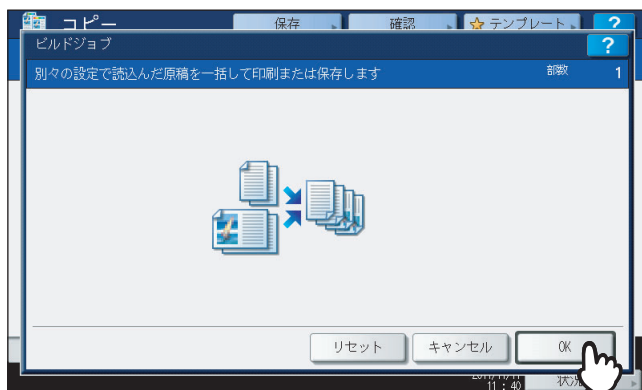 コピー 保存 確認 テンプレート ?
ビルドジョブ ?
別々の設定で読込んだ原稿を一括して印刷または保存します 部数 1
リセット キャンセル OK
2011/11/11
11:40 状況